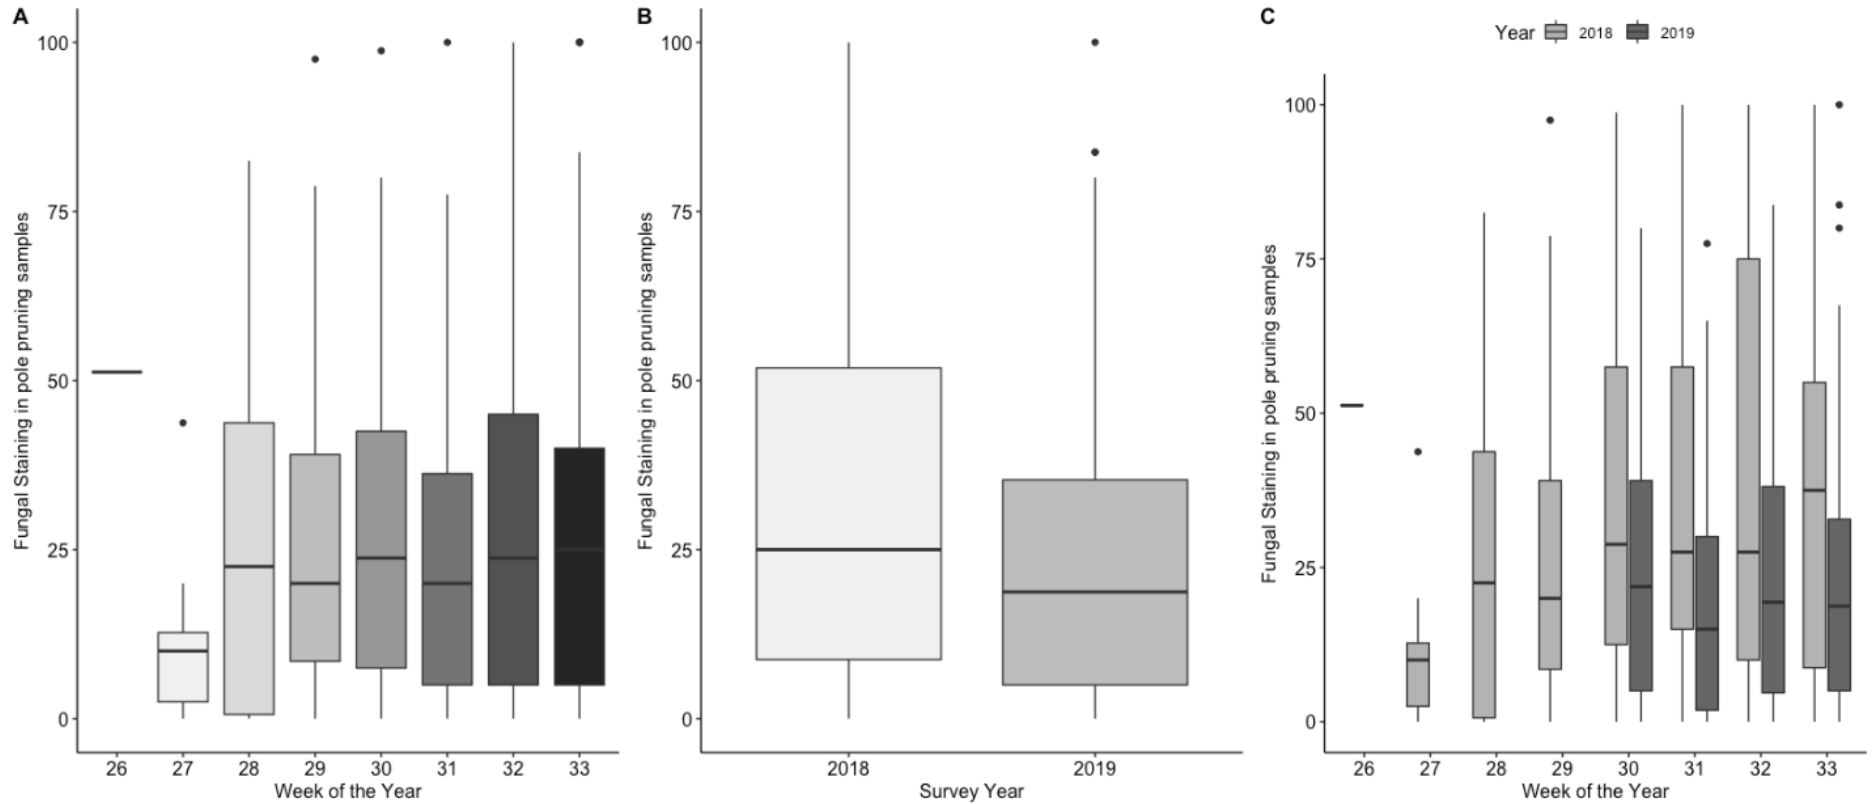 A
Fungal Staining in pole pruning samples
100
75
50
25
0
26 27 28 29 30 31 32 33
Week of the Year
B
Fungal Staining in pole pruning samples
100
75
50
25
0
2018 2019
Survey Year
C
Year 2018 2019
Fungal Staining in pole pruning samples
100
75
50
25
0
26 27 28 29 30 31 32 33
Week of the Year